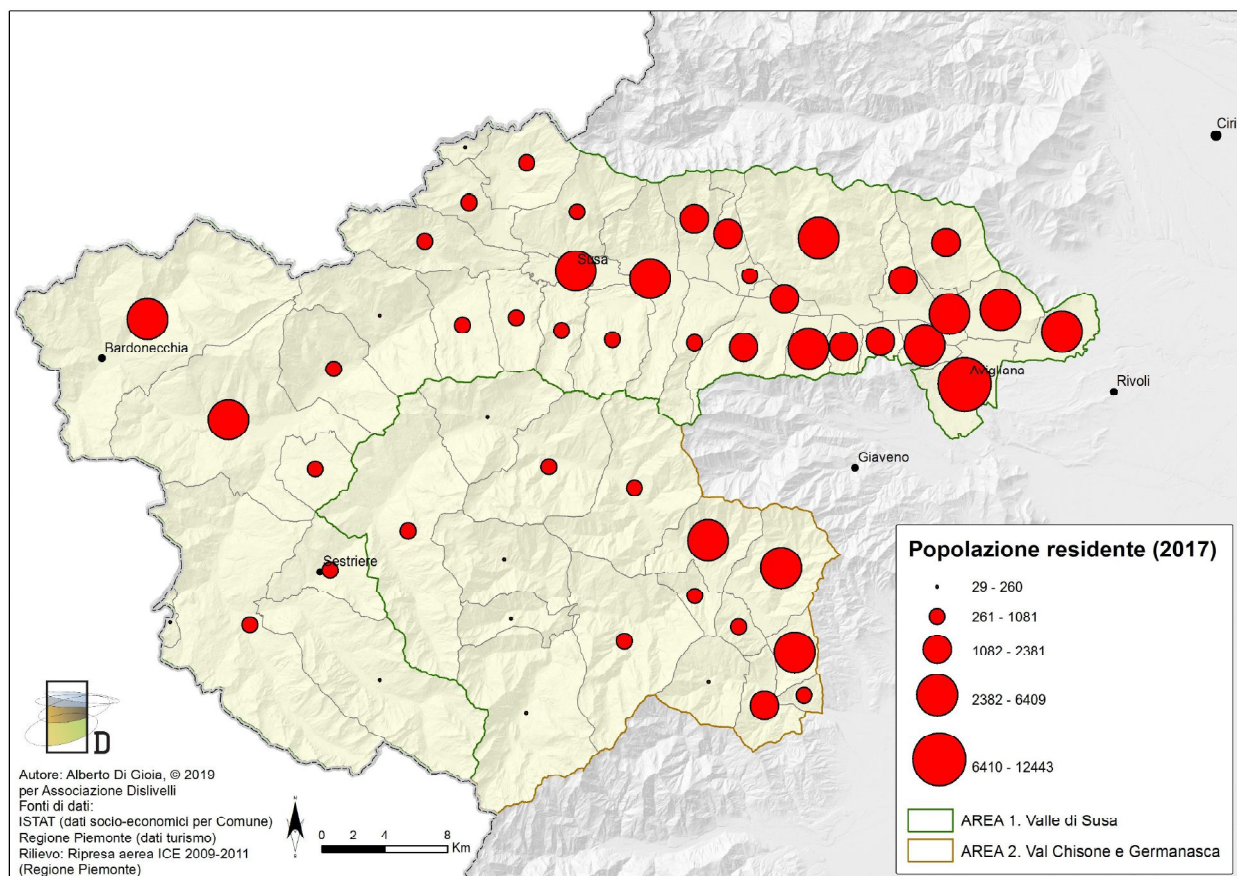 Ciri
Susa
Bardonecchia
Avigliana
Rivoli
Giaveno
Sestriere
Popolazione residente (2017)
29 - 260
261 - 1081
1082 - 2381
2382 - 6409
6410 - 12443
AREA 1. Valle di Susa
AREA 2. Val Chisone e Germanasca
D
Autore: Alberto Di Gioia, © 2019
per Associazione Dislivelli
Fonti di dati:
ISTAT (dati socio-economici per Comune)
Regione Piemonte (dati turismo)
Rilievo: Ripresa aerea ICE 2009-2011
(Regione Piemonte)
N
0 2 4 8
Km